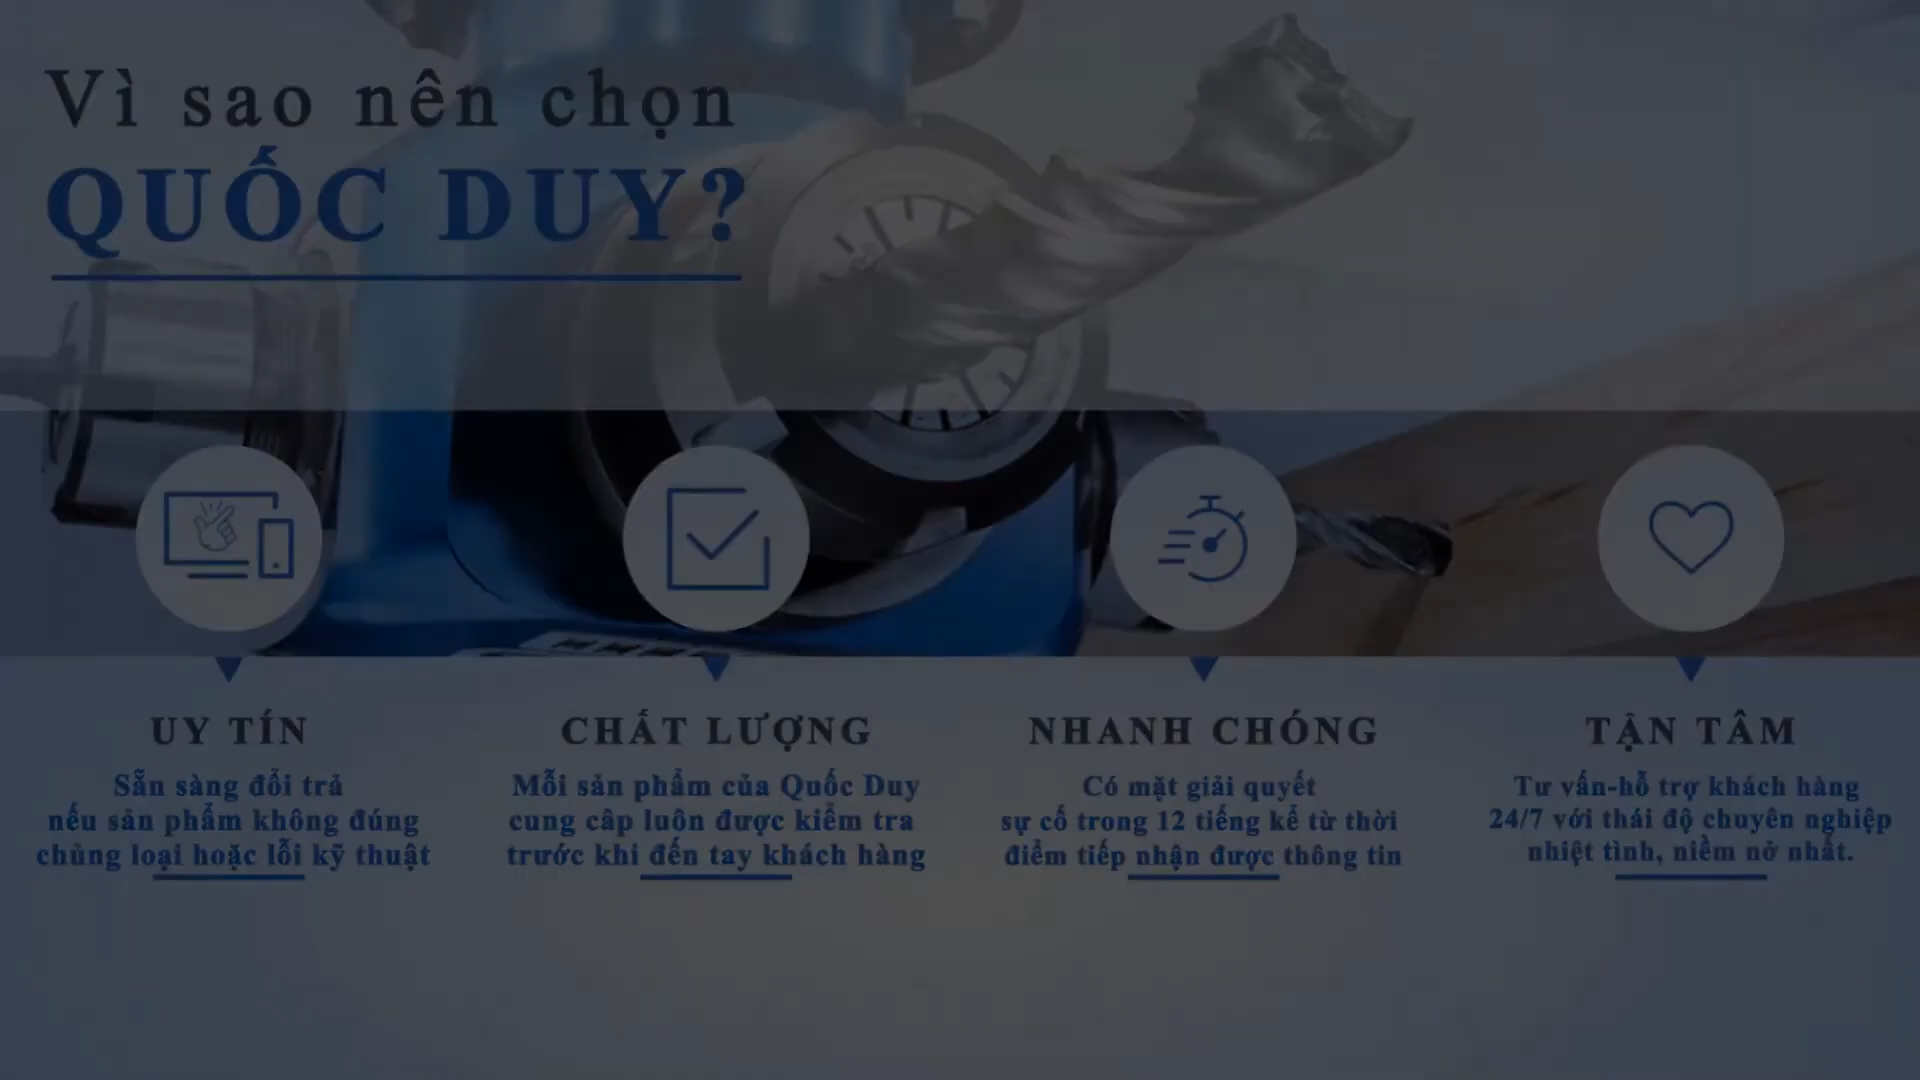 Vì sao nên chọn
QUỐC DUY?
UY TÍN
Sẵn sàng đổi trả
nếu sản phẩm không đúng
chủng loại hoặc lỗi kỹ thuật
CHẤT LƯỢNG
Mỗi sản phẩm của Quốc Duy
cung câp luôn được kiểm tra
trước khi đến tay khách hàng
NHANH CHÓNG
Có mặt giải quyết
sự cố trong 12 tiếng kể từ thời
điểm tiếp nhận được thông tin
TẬN TÂM
Tư vấn-hỗ trợ khách hàng
24/7 với thái độ chuyên nghiệp
nhiệt tình, niềm nở nhất.